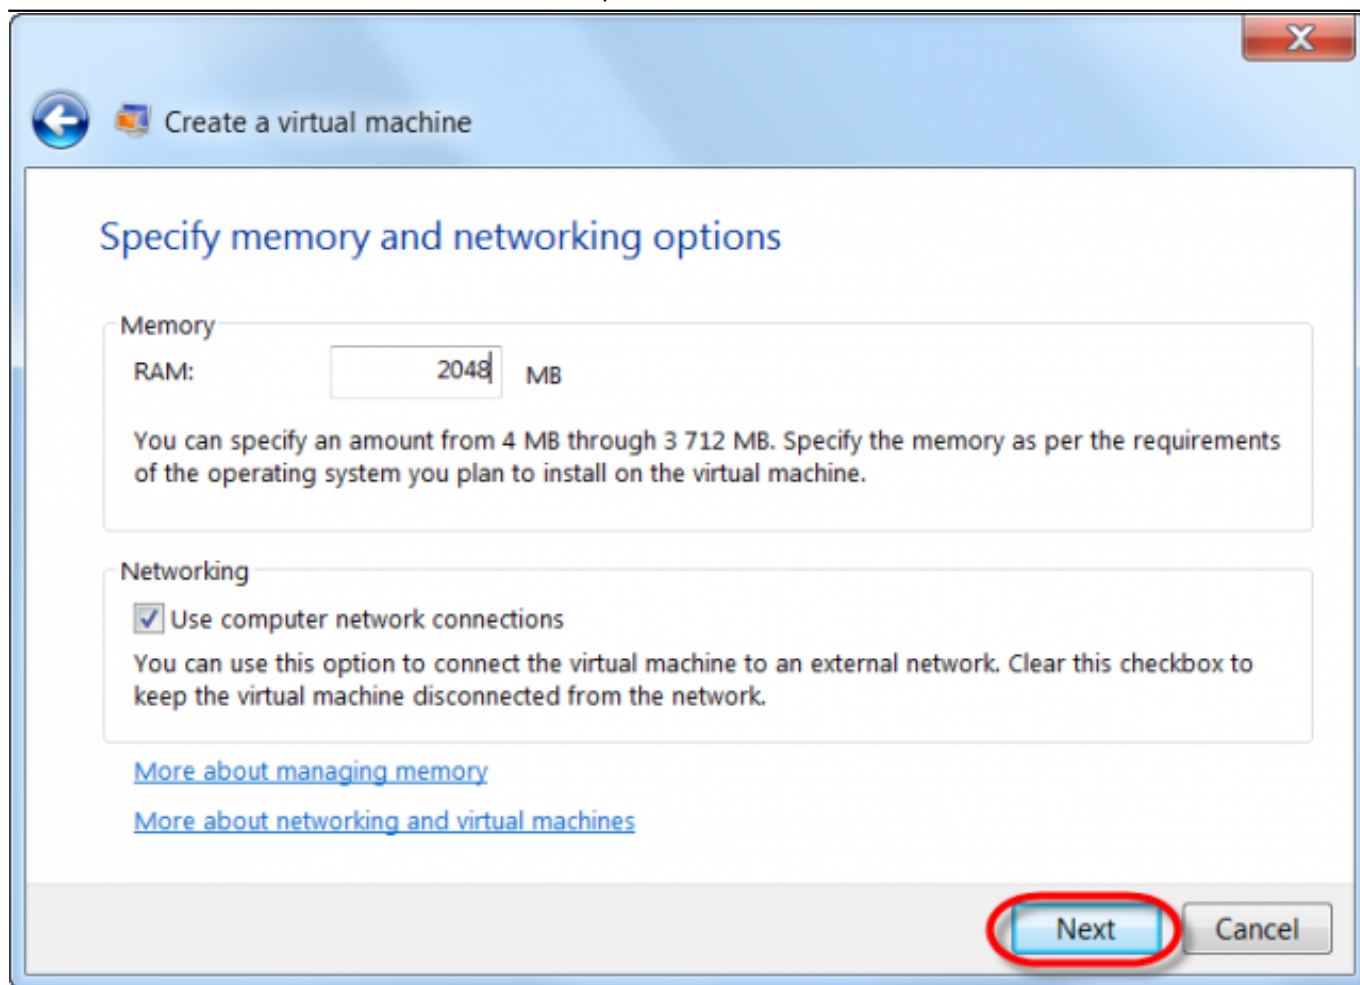 Create a virtual machine
Specify memory and networking options
Memory
RAM:
2048
MB
You can specify an amount from 4 MB through 3 712 MB. Specify the memory as per the requirements
of the operating system you plan to install on the virtual machine.
Networking
Use computer network connections
You can use this option to connect the virtual machine to an external network. Clear this checkbox to
keep the virtual machine disconnected from the network.
More about managing memory
More about networking and virtual machines
Next
Cancel